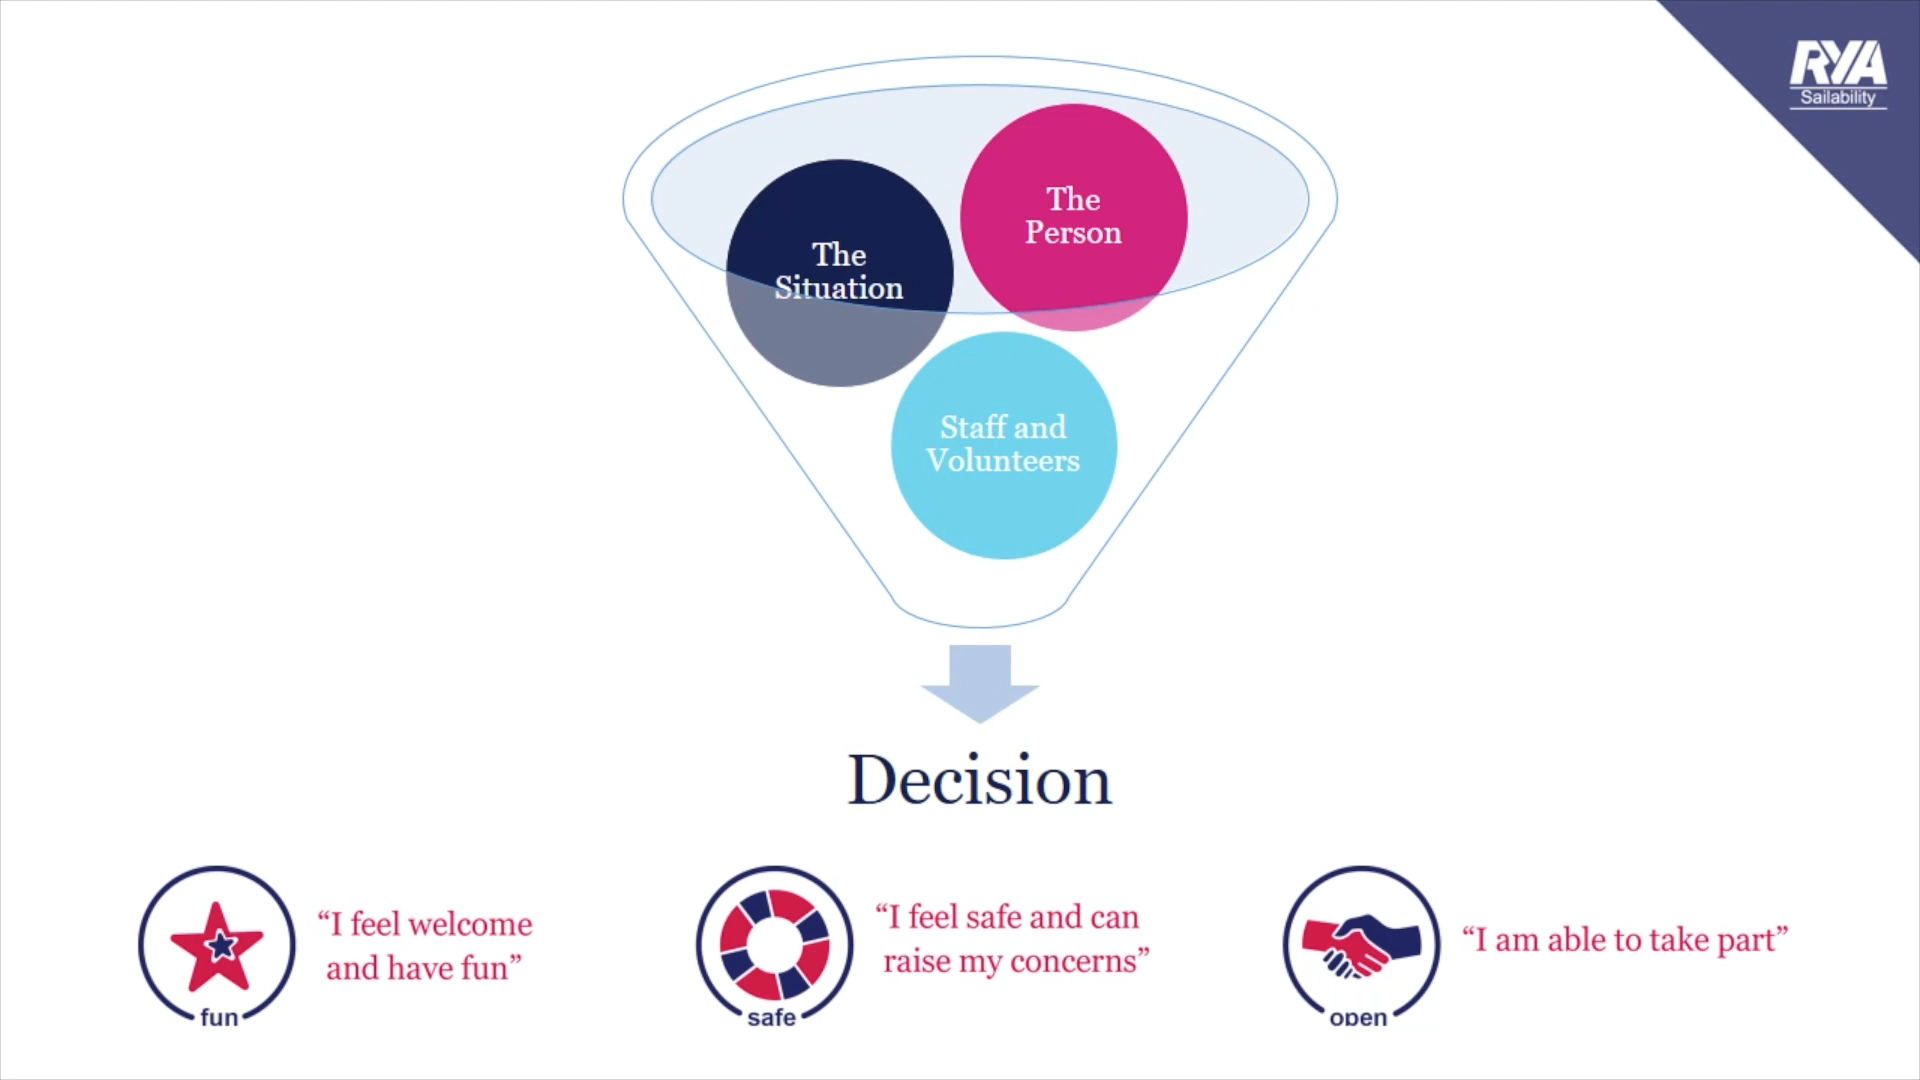 RYA
Sailability
The
Person
The
Situation
Staff and
Volunteers
Decision
“I feel welcome
and have fun”
fun
“I feel safe and can
raise my concerns”
safe
“I am able to take part”
open